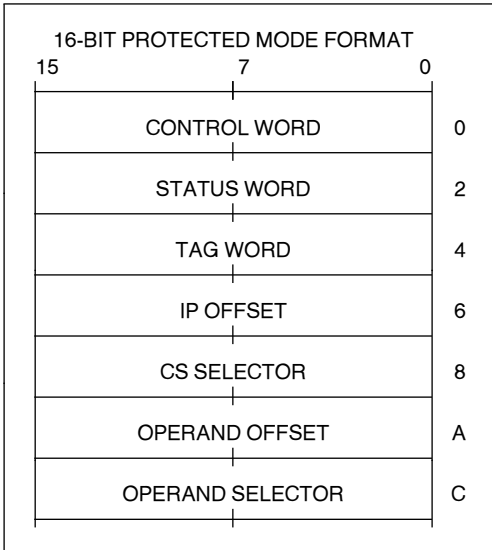 16-BIT PROTECTED MODE FORMAT
15 7 0
CONTROL WORD 0
STATUS WORD 2
TAG WORD 4
IP OFFSET 6
CS SELECTOR 8
OPERAND OFFSET A
OPERAND SELECTOR C